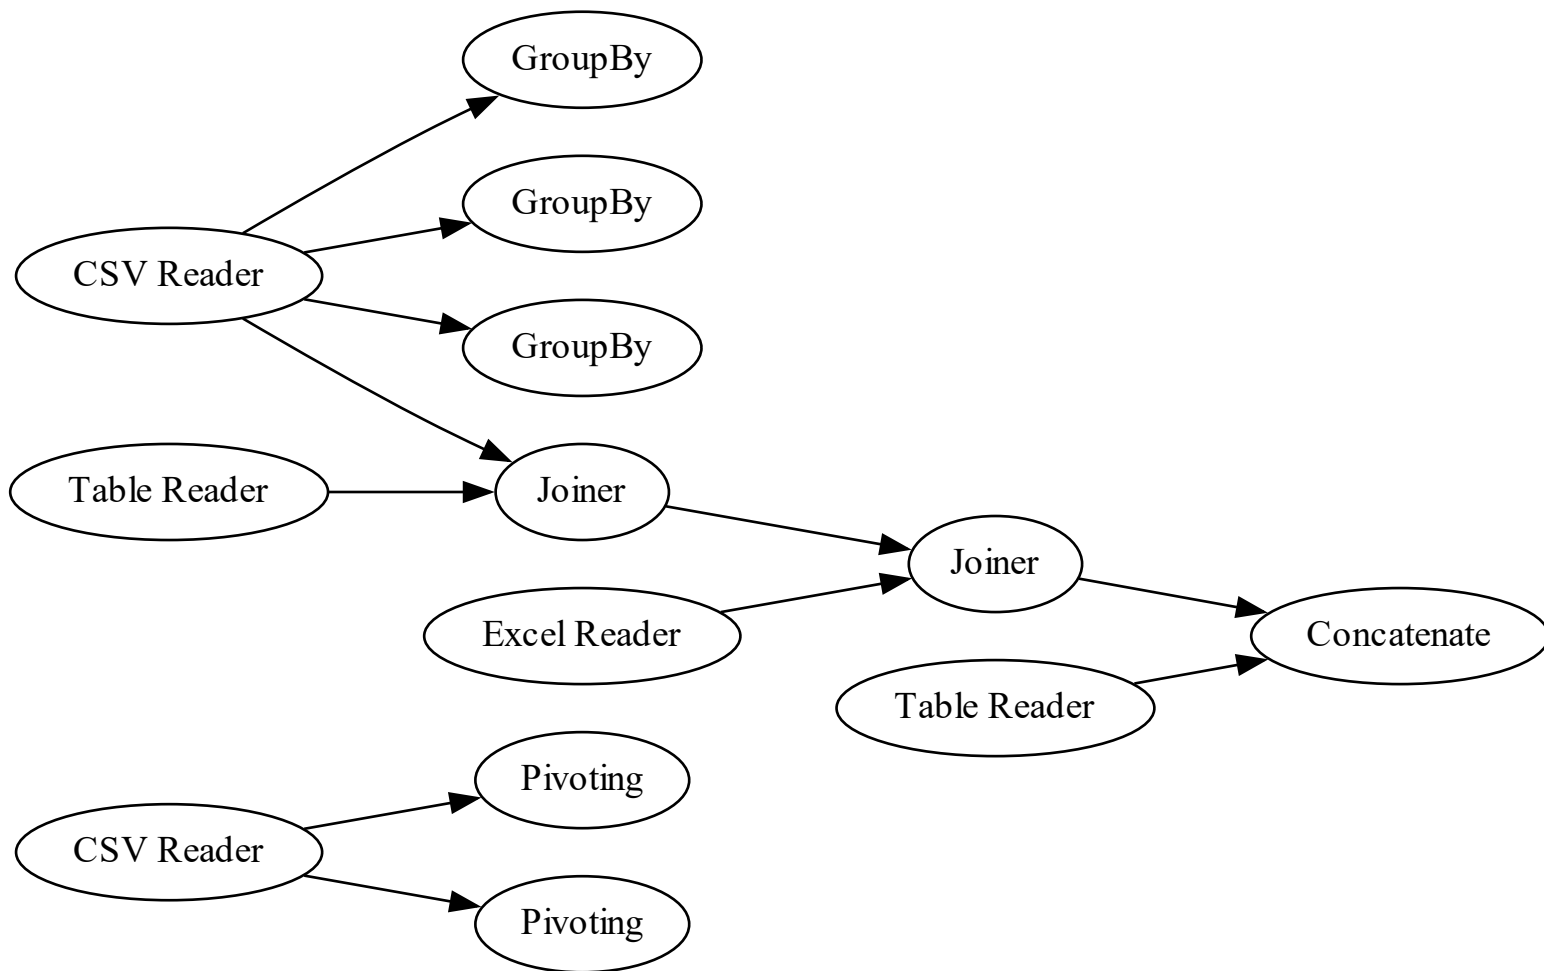 GroupBy
GroupBy
CSV Reader
GroupBy
Table Reader
Joiner
Joiner
Excel Reader
Concatenate
Table Reader
Pivoting
CSV Reader
Pivoting